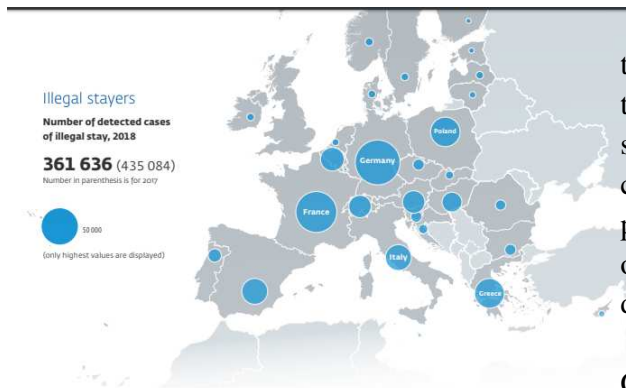 Illegal stayers
Number of detected cases
of illegal stay, 2018
361 636 (435 084)
Number in parenthesis is for 2017
50 000
(only highest values are displayed)
Poland
Germany
France
Italy
Greece